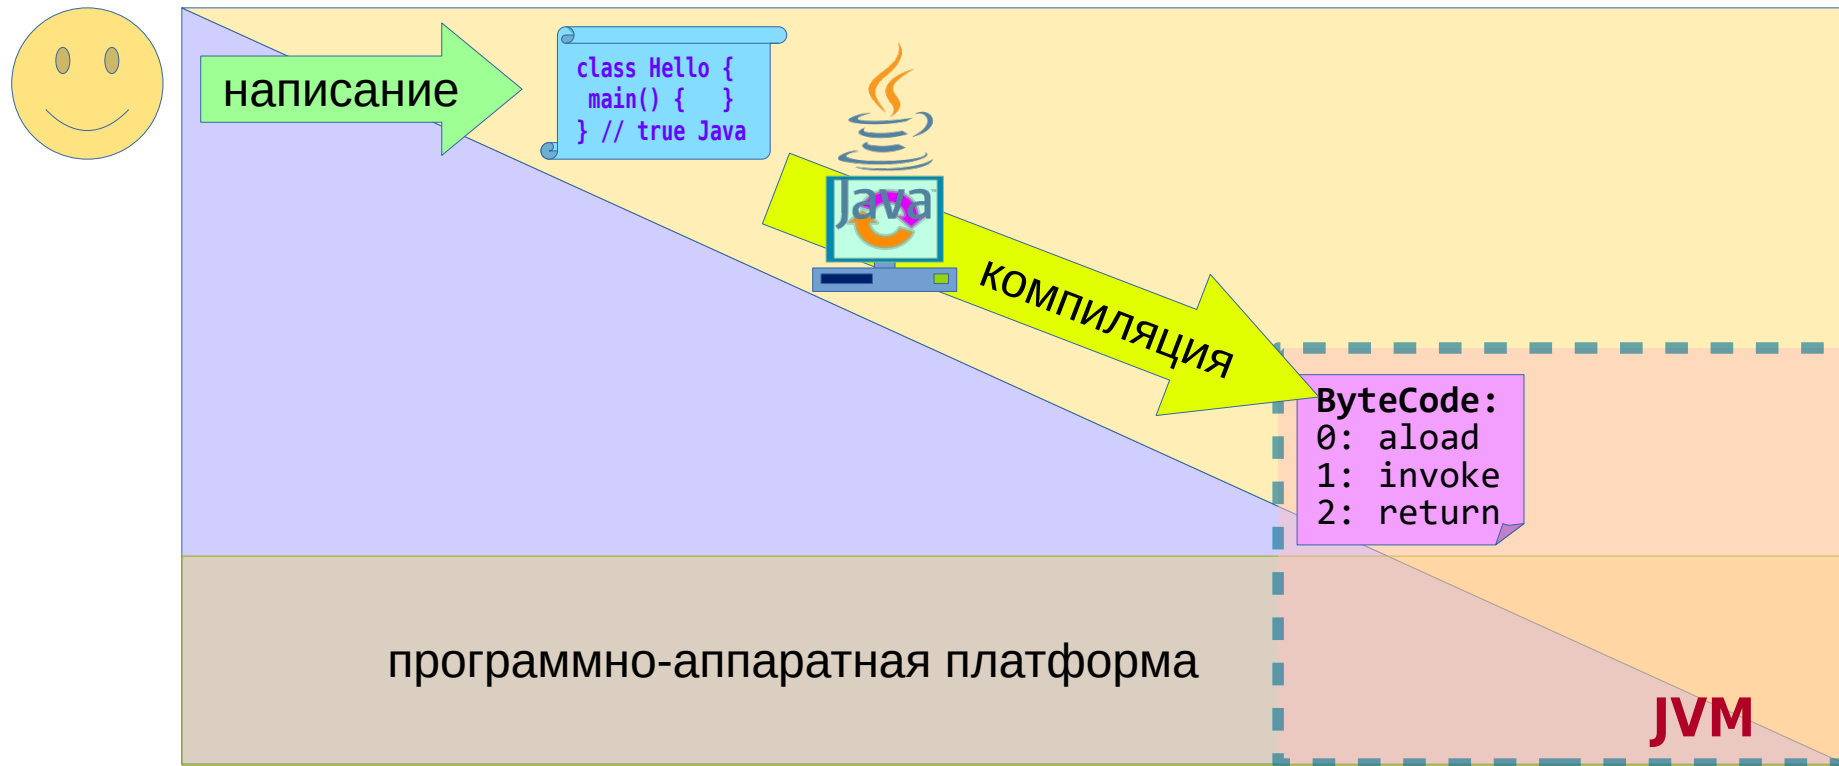 написание
class Hello {
main() {   }
} // true Java
Java
компиляция
ByteCode:
0: aload
1: invoke
2: return
программно-аппаратная платформа
JVM